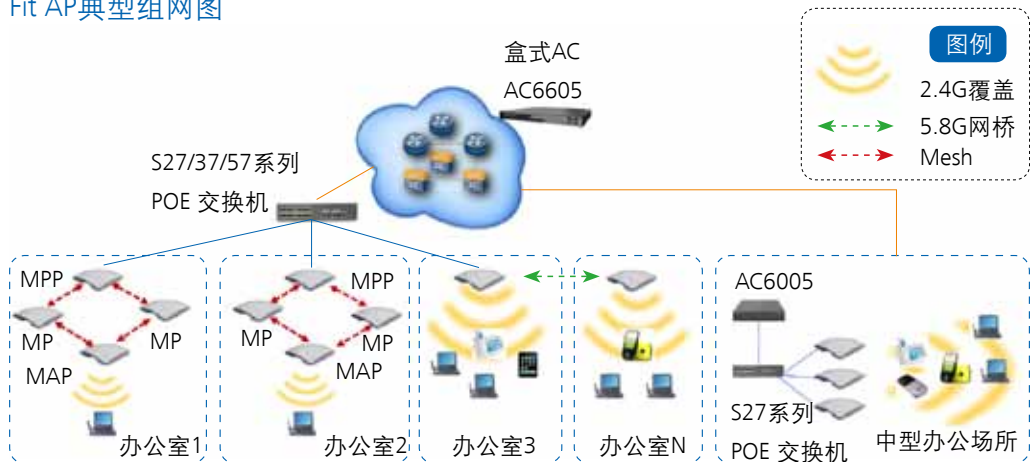 Fit AP典型组网图
图例
2.4G覆盖
5.8G网桥
Mesh
盒式AC
AC6605
S27/37/57系列
POE 交换机
MPP
MP
MP
MAP
办公室1
MPP
MP
MP
MAP
办公室2
办公室3
办公室N
AC6005
S27系列
POE 交换机
中型办公场所